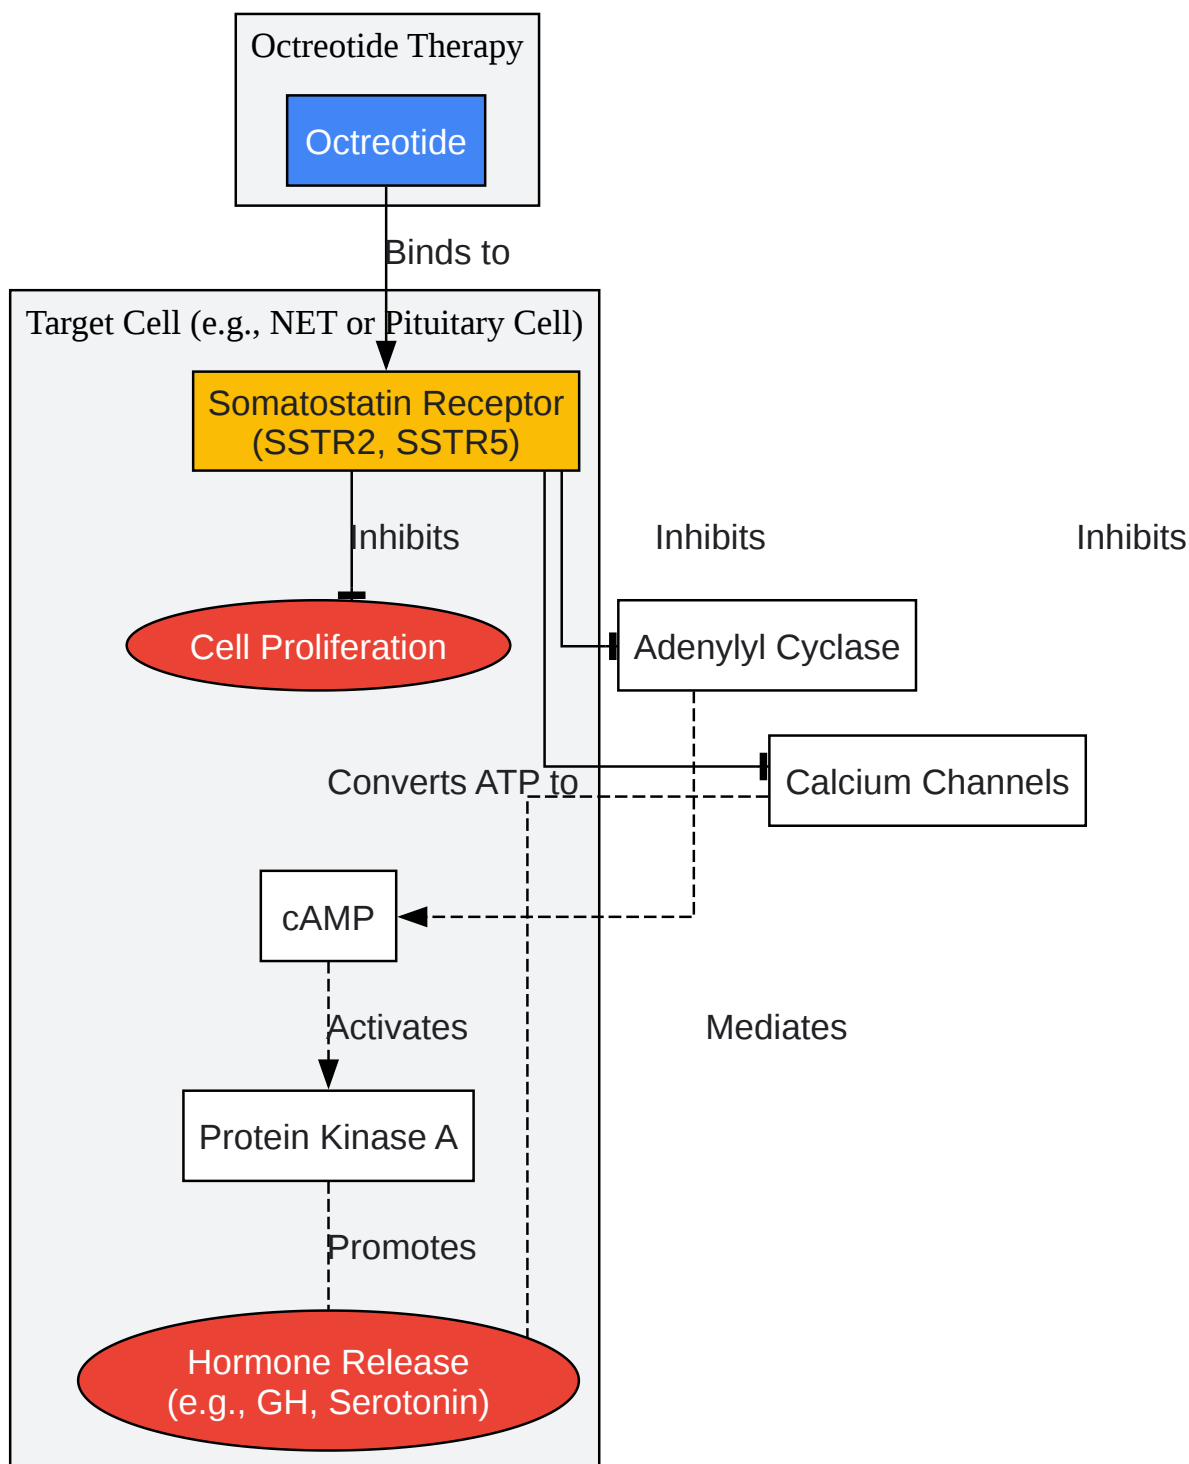 Octreotide Therapy
Octreotide
Binds to
Target Cell (e.g., NET or Pituitary Cell)
Somatostatin Receptor
(SSTR2, SSTR5)
Inhibits
Inhibits
Inhibits
Cell Proliferation
Adenylyl Cyclase
Converts ATP to
Calcium Channels
cAMP
Activates
Mediates
Protein Kinase A
Promotes
Hormone Release
(e.g., GH, Serotonin)